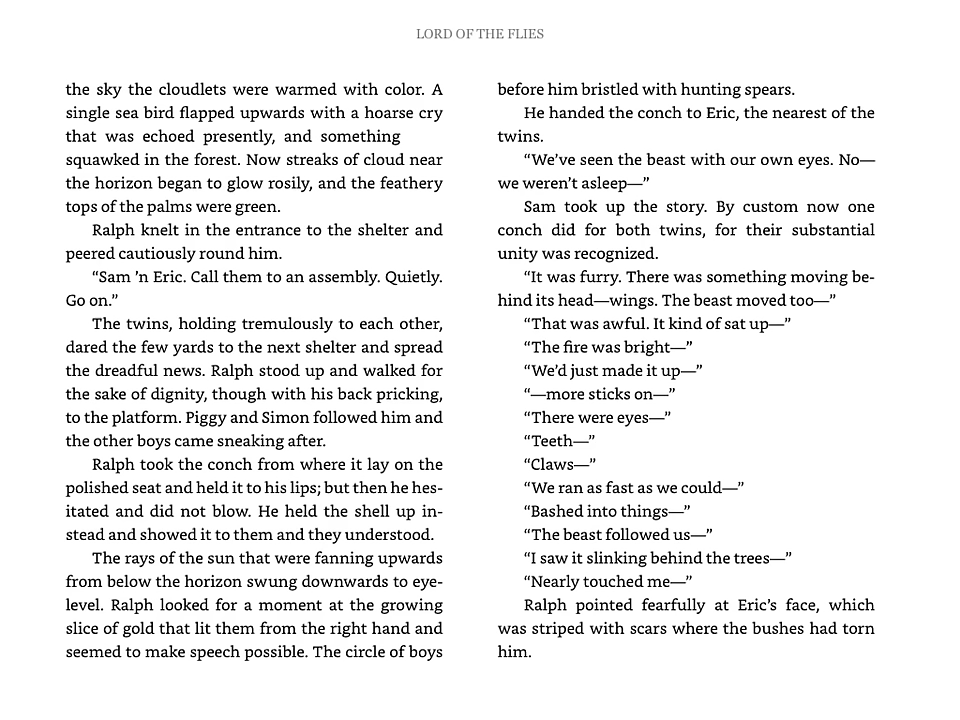 LORD OF THE FLIES
the sky the cloudlets were warmed with color. A
single sea bird flapped upwards with a hoarse cry
that was echoed presently, and something
squawked in the forest. Now streaks of cloud near
the horizon began to glow rosily, and the feathery
tops of the palms were green.
Ralph knelt in the entrance to the shelter and
peered cautiously round him.
“Sam ’n Eric. Call them to an assembly. Quietly.
Go on.”
The twins, holding tremulously to each other,
dared the few yards to the next shelter and spread
the dreadful news. Ralph stood up and walked for
the sake of dignity, though with his back pricking,
to the platform. Piggy and Simon followed him and
the other boys came sneaking after.
Ralph took the conch from where it lay on the
polished seat and held it to his lips; but then he hes-
itated and did not blow. He held the shell up in-
stead and showed it to them and they understood.
The rays of the sun that were fanning upwards
from below the horizon swung downwards to eye-
level. Ralph looked for a moment at the growing
slice of gold that lit them from the right hand and
seemed to make speech possible. The circle of boys
before him bristled with hunting spears.
He handed the conch to Eric, the nearest of the
twins.
“We’ve seen the beast with our own eyes. No—
we weren’t asleep—”
Sam took up the story. By custom now one
conch did for both twins, for their substantial
unity was recognized.
“It was furry. There was something moving be-
hind its head—wings. The beast moved too—”
“That was awful. It kind of sat up—”
“The fire was bright—”
“We’d just made it up—”
“—more sticks on—”
“There were eyes—”
“Teeth—”
“Claws—”
“We ran as fast as we could—”
“Bashed into things—”
“The beast followed us—”
“I saw it slinking behind the trees—”
“Nearly touched me—”
Ralph pointed fearfully at Eric’s face, which
was striped with scars where the bushes had torn
him.